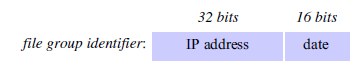 32 bits 16 bits
file group identifier: IP address date